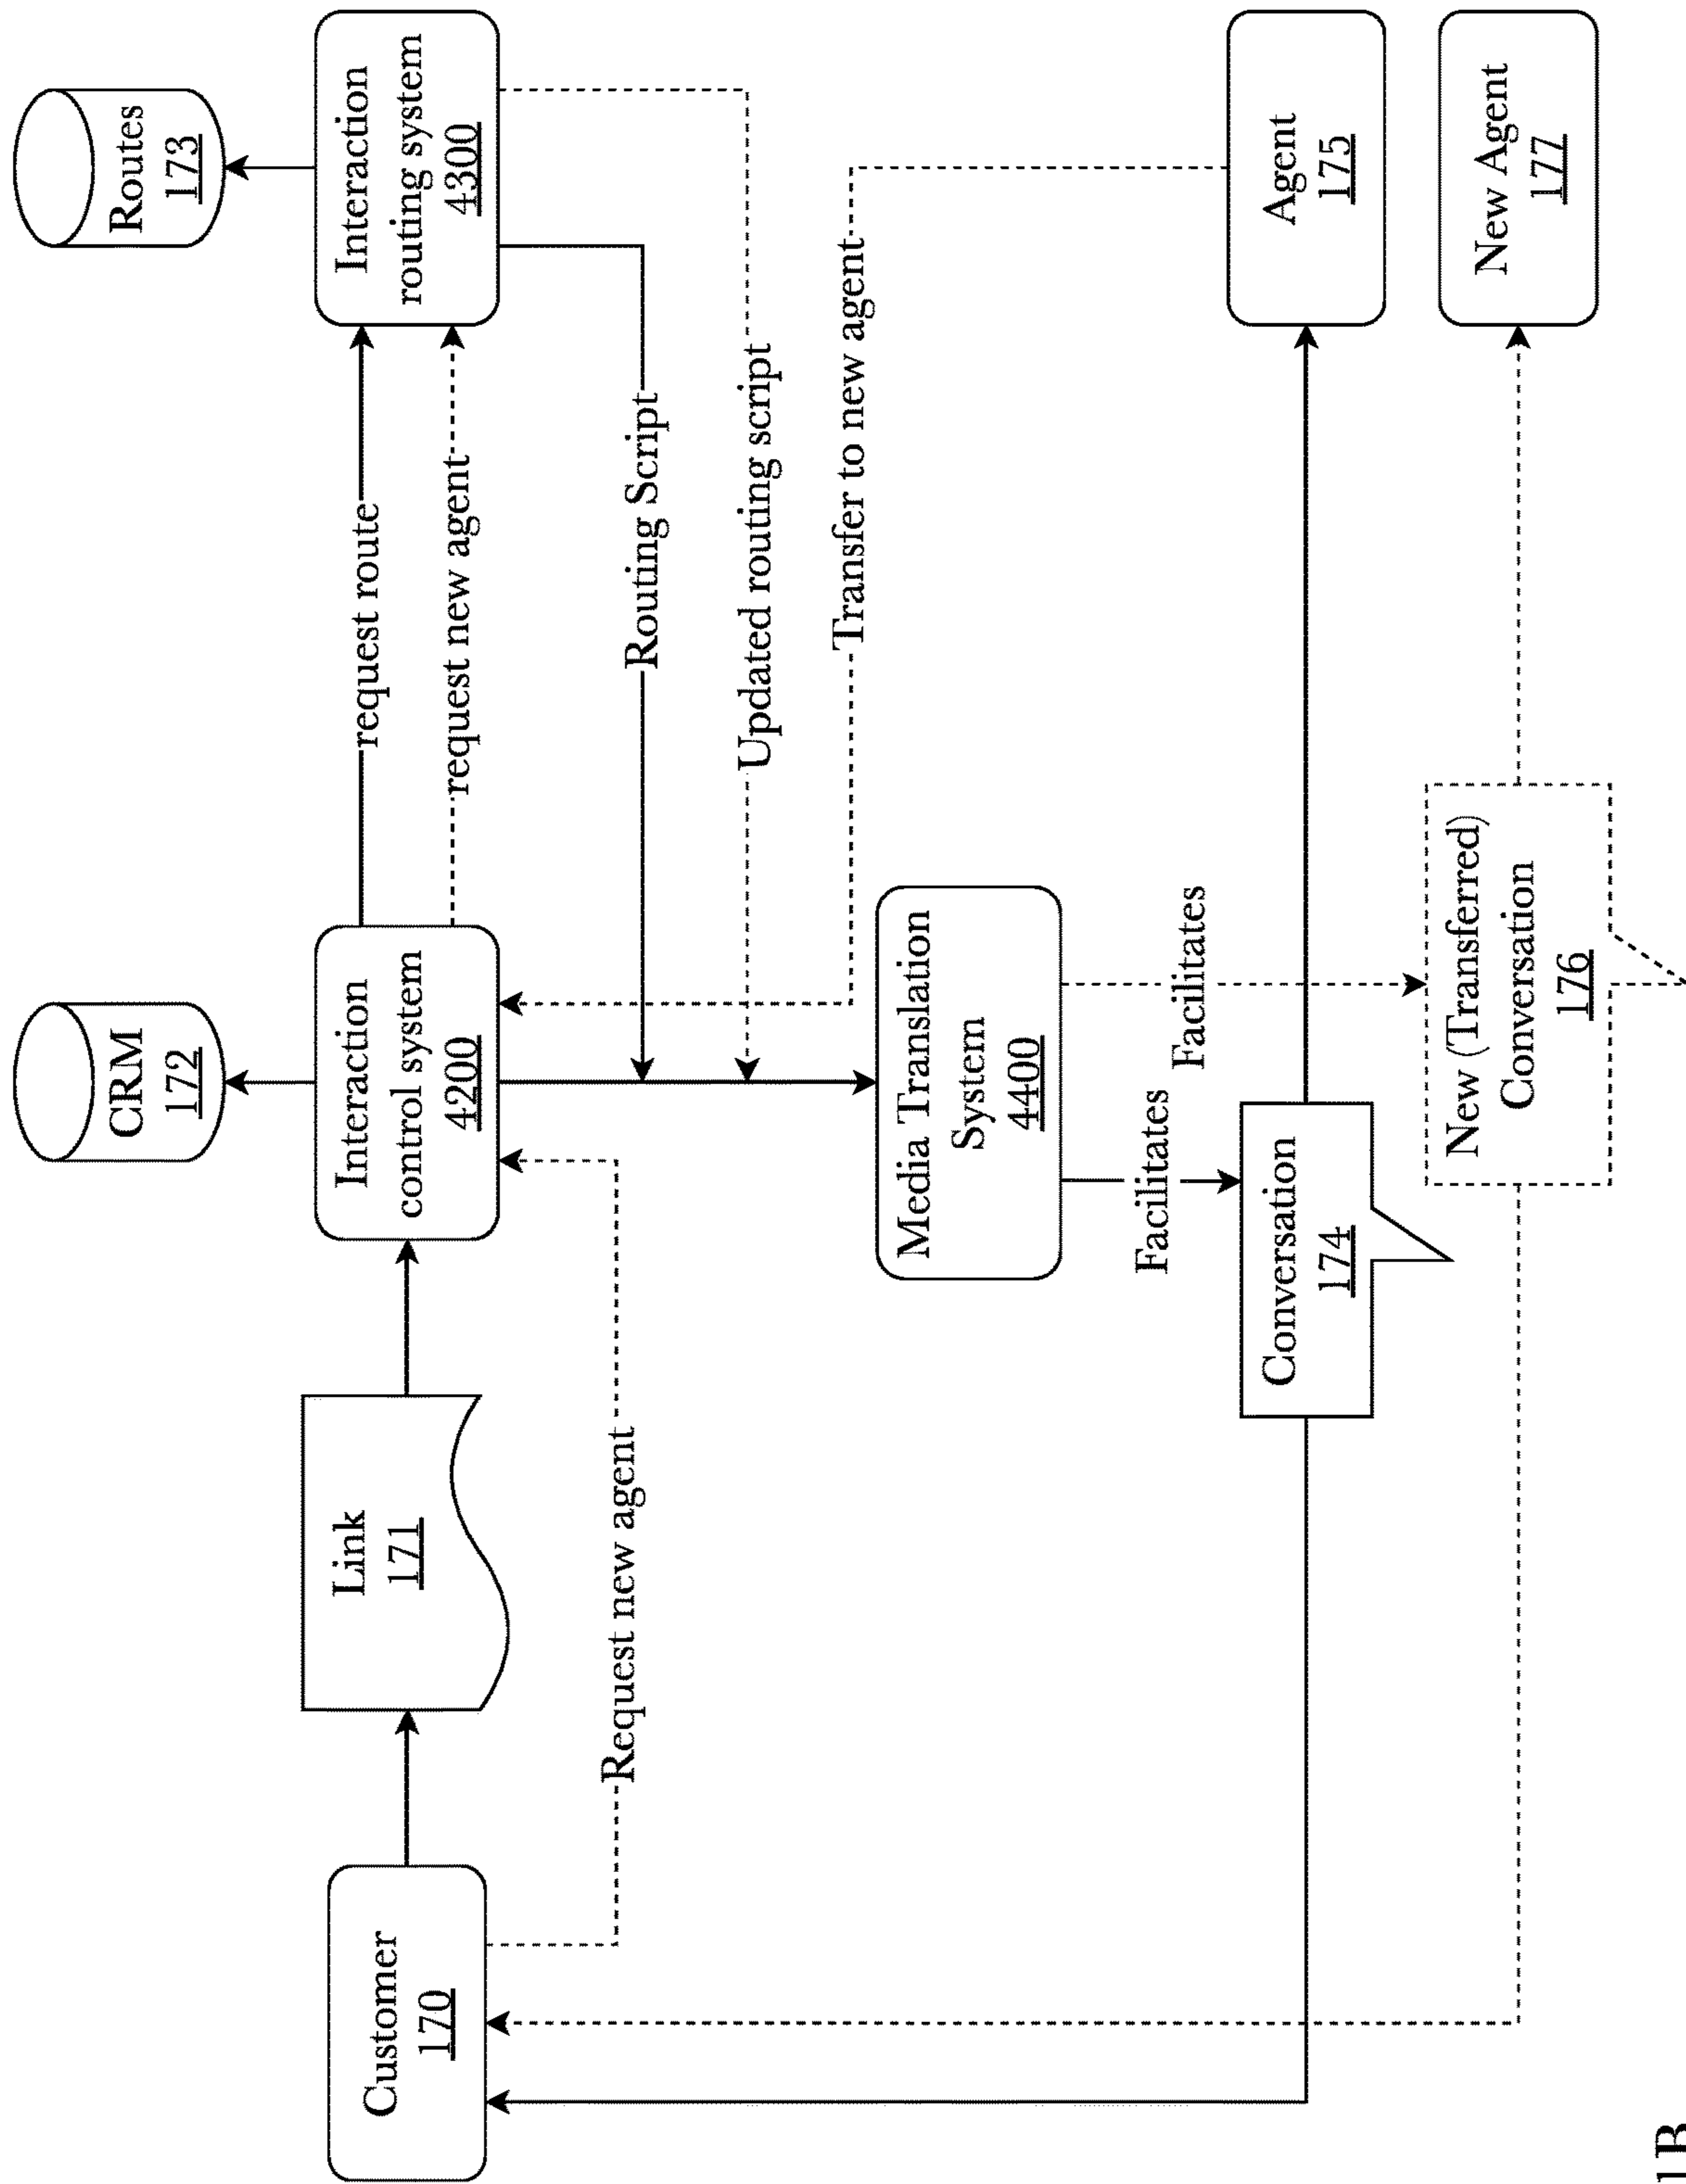 CRM
172
Routes
173
Customer
170
Link
171
Interaction
control system
4200
request route
request new agent
Interaction
routing system
4300
Request new agent
Routing Script
Updated routing script
Transfer to new agent
Media Translation
System
4400
Facilitates
Facilitates
Conversation
174
Agent
175
New (Transferred)
Conversation
176
New Agent
177
1B